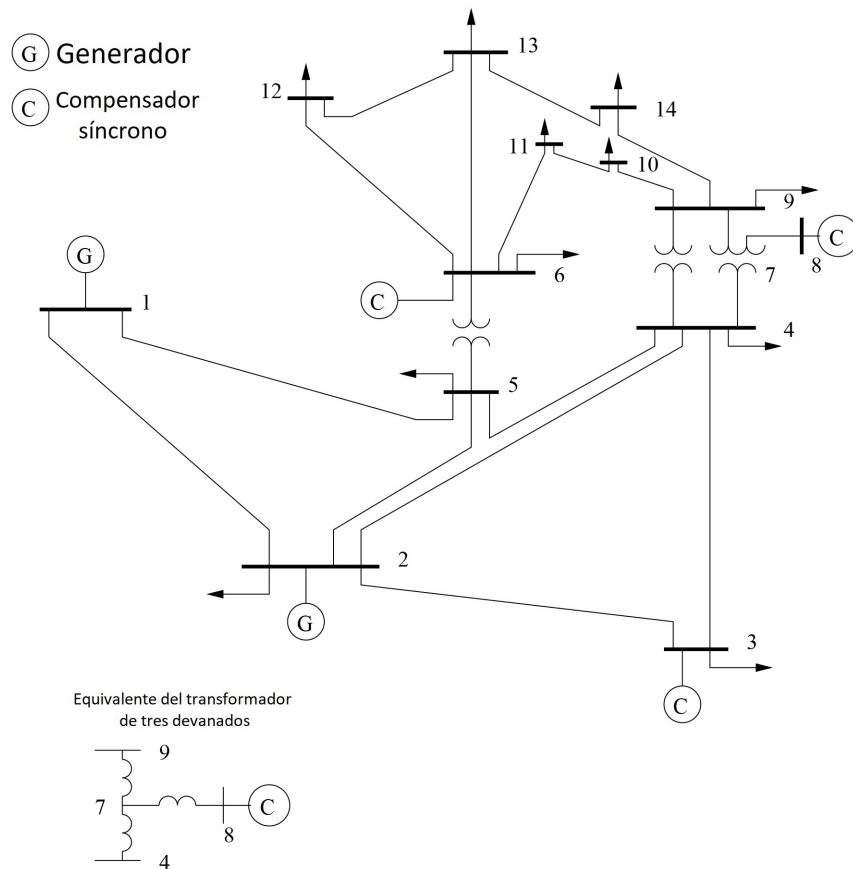 G Generador
C Compensador
síncrono
13
12
14
11
10
9
C
8
7
G
6
1
C
4
5
2
G
3
C
Equivalente del transformador
de tres devanados
9
7
C
8
4